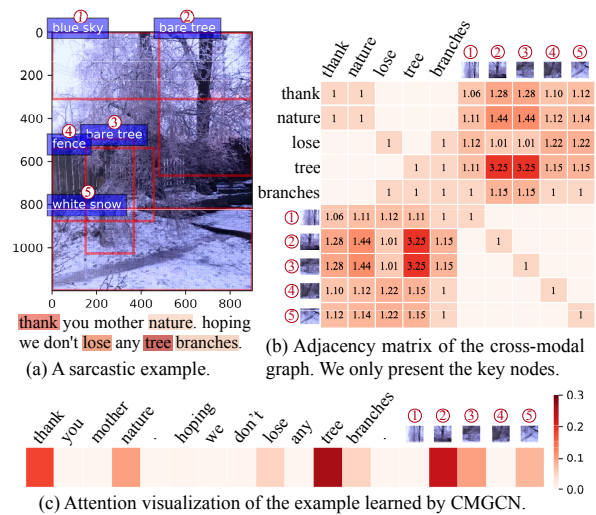 ① ②
blue sky bare tree
0
200
400
600
800
1000
③
bare tree
④
fence
⑤
white snow
0 200 400 600 800
thank you mother nature. hoping
we don't lose any tree branches.
(a) A sarcastic example.
thank nature lose tree branches ① ② ③ ④ ⑤
thank 1 1 1.06 1.28 1.28 1.10 1.12
nature 1 1 1.11 1.44 1.44 1.12 1.14
lose 1 1 1.12 1.01 1.01 1.22 1.22
tree 1 1 1.11 3.25 3.25 1.15 1.15
branches 1 1 1 1 1.15 1.15 1 1
① 1.06 1.11 1.12 1.11 1 1
② 1.28 1.44 1.01 3.25 1.15 1
③ 1.28 1.44 1.01 3.25 1.15 1
④ 1.10 1.12 1.22 1.15 1 1
⑤ 1.12 1.14 1.22 1.15 1 1
(b) Adjacency matrix of the cross-modal
graph. We only present the key nodes.
thank you mother nature . hoping we don't lose any tree branches . ① ② ③ ④ ⑤
0.3
0.2
0.1
0.0
(c) Attention visualization of the example learned by CMGCN.